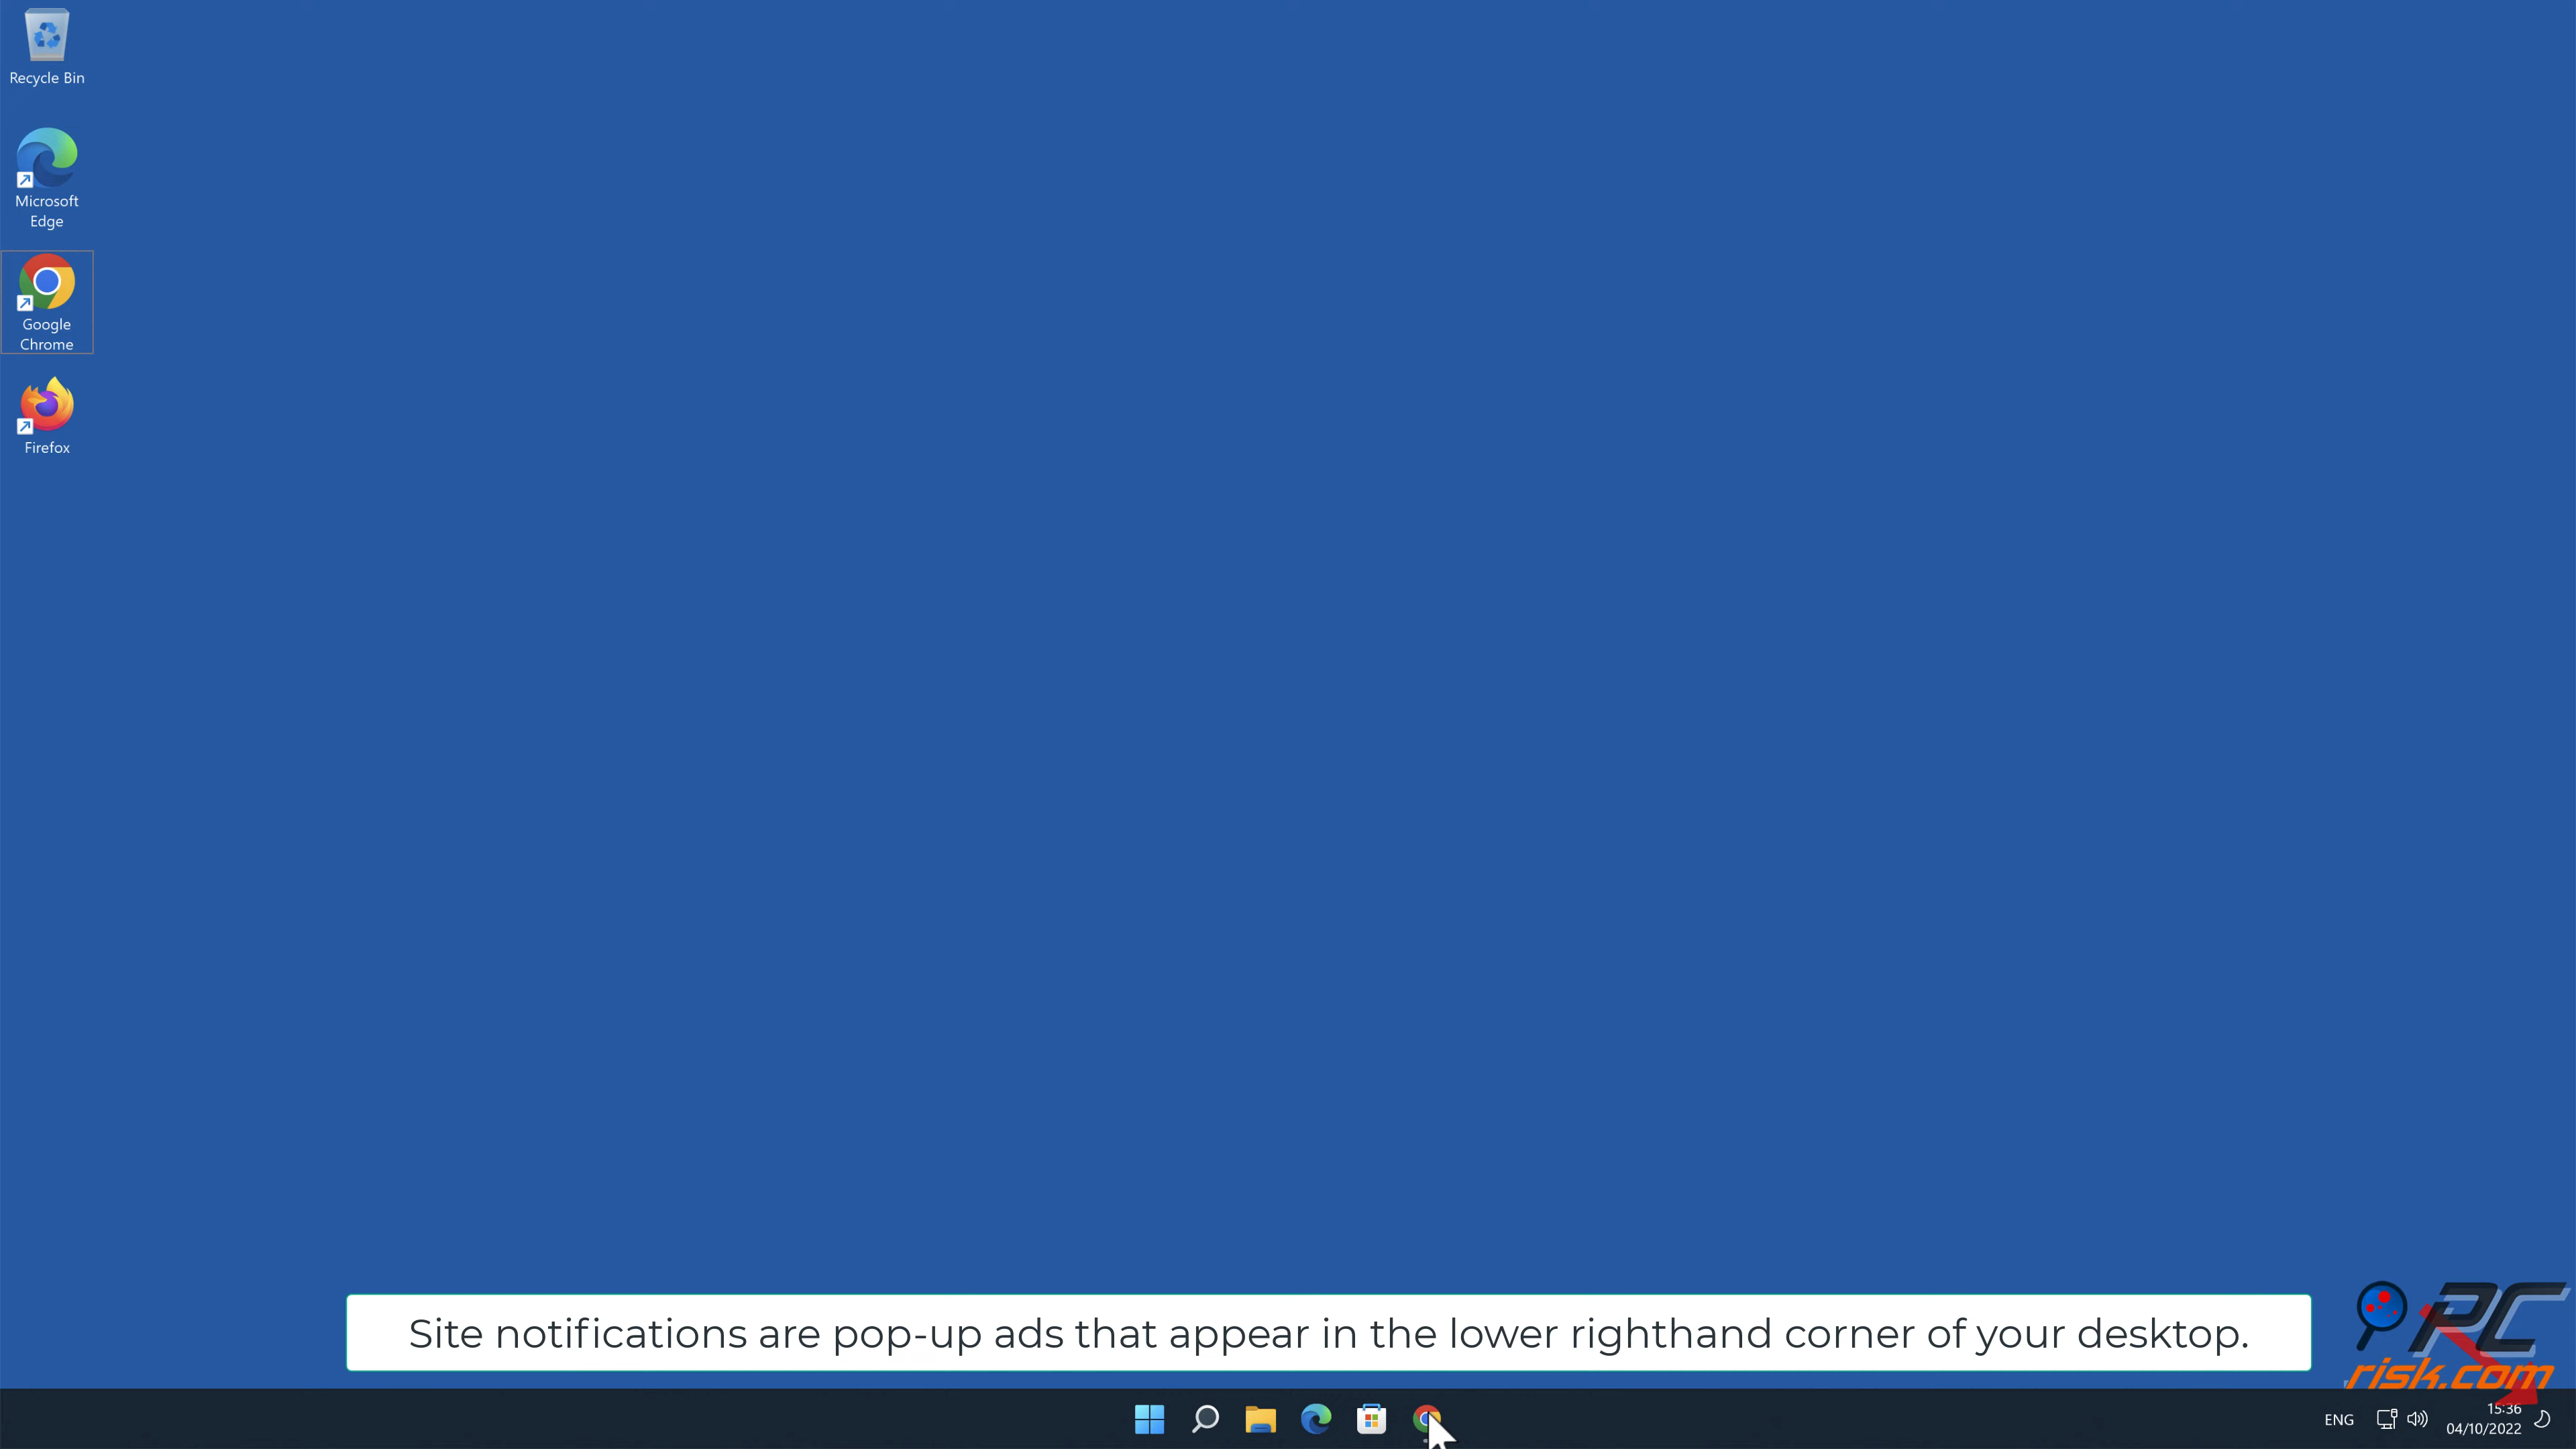 Recycle Bin
Microsoft
Edge
Google
Chrome
Firefox
Site notifications are pop-up ads that appear in the lower righthand corner of your desktop.
PC
risk.com
ENG
15:36
04/10/2022